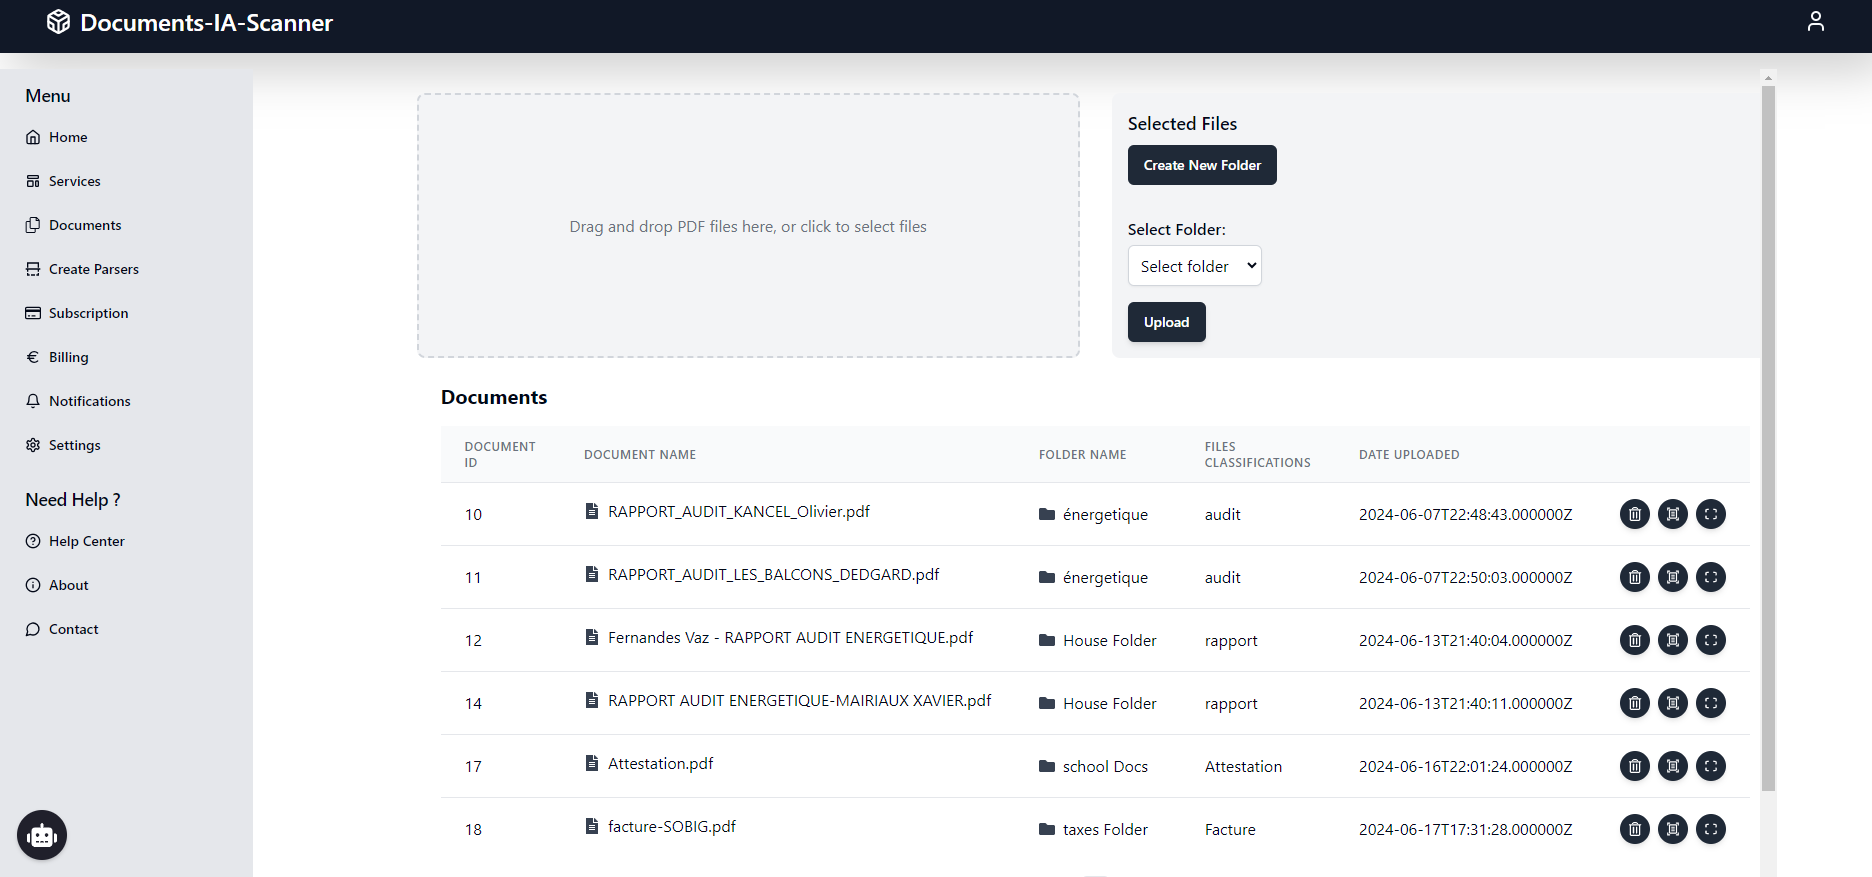 Documents-IA-Scanner
Menu
Home
Services
Documents
Create Parsers
Subscription
Billing
Notifications
Settings
Need Help ?
Help Center
About
Contact
Drag and drop PDF files here, or click to select files
Selected Files
Create New Folder
Select Folder:
Select folder
Upload
Documents
DOCUMENT ID DOCUMENT NAME FOLDER NAME FILES CLASSIFICATIONS DATE UPLOADED
10 RAPPORT_AUDIT_KANCEL_Olivier.pdf énergetique audit 2024-06-07T22:48:43.000000Z
11 RAPPORT_AUDIT_LES_BALCONS_DEDGARD.pdf énergetique audit 2024-06-07T22:50:03.000000Z
12 Fernandes Vaz - RAPPORT AUDIT ENERGETIQUE.pdf House Folder rapport 2024-06-13T21:40:04.000000Z
14 RAPPORT AUDIT ENERGETIQUE-MAIRIAUX XAVIER.pdf House Folder rapport 2024-06-13T21:40:11.000000Z
17 Attestation.pdf school Docs Attestation 2024-06-16T22:01:24.000000Z
18 facture-SOBIG.pdf taxes Folder Facture 2024-06-17T17:31:28.000000Z